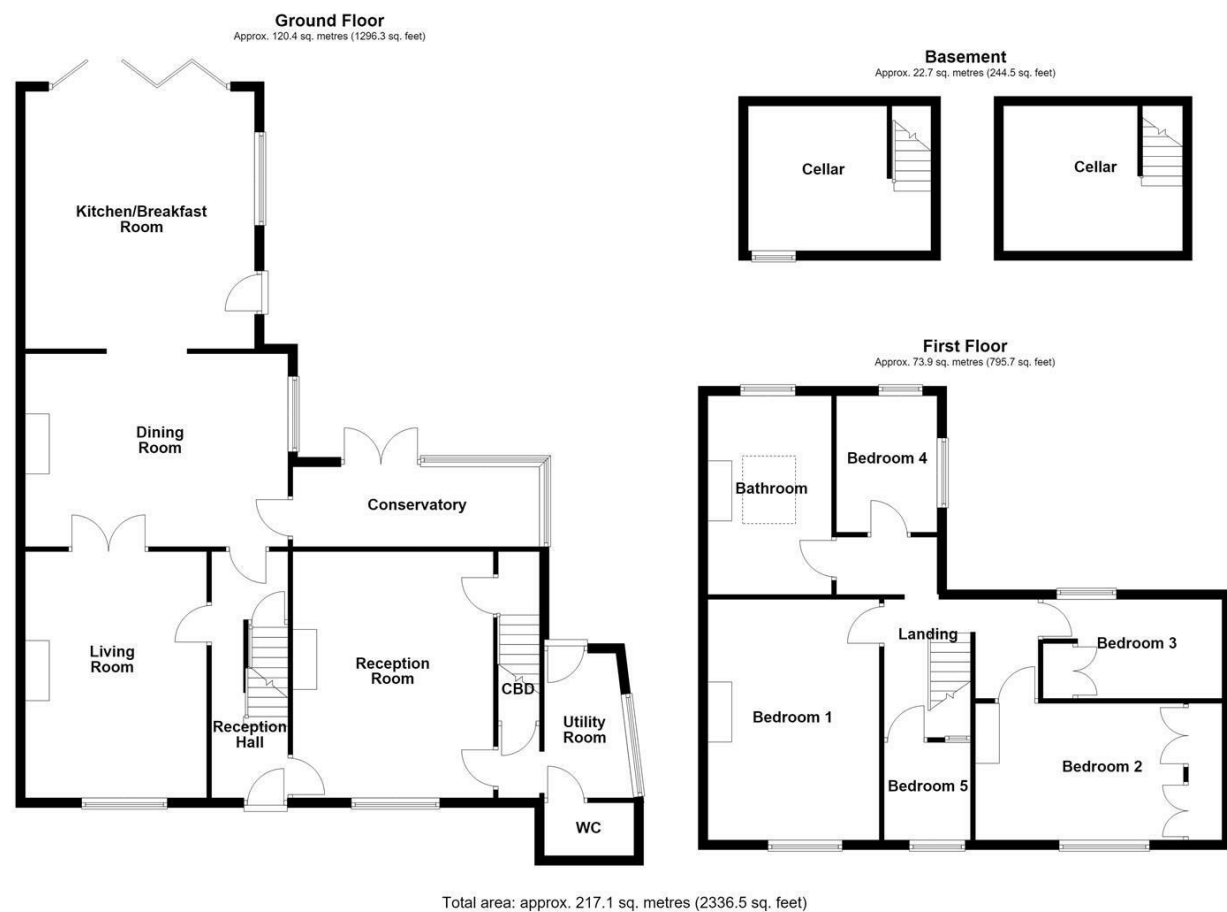 Ground Floor
Approx. 120.4 sq. metres (1296.3 sq. feet)
Kitchen/Breakfast
Room
Dining
Room
Conservatory
Living
Room
Reception
Hall
Reception
Room
CBD
Utility
Room
WC
Basement
Approx. 22.7 sq. metres (244.5 sq. feet)
Cellar
Cellar
First Floor
Approx. 73.9 sq. metres (795.7 sq. feet)
Bathroom
Bedroom 4
Landing
Bedroom 3
Bedroom 1
Bedroom 2
Bedroom 5
Total area: approx. 217.1 sq. metres (2336.5 sq. feet)